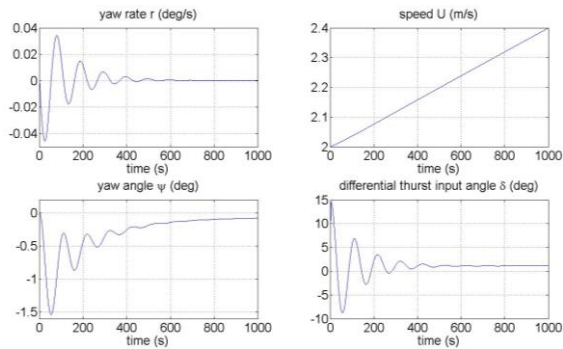 yaw rate r (deg/s)
0.04
0.02
0
-0.02
-0.04
0 200 400 600 800 1000
time (s)
speed U (m/s)
2.4
2.3
2.2
2.1
2
0 200 400 600 800 1000
time (s)
yaw angle ψ (deg)
0
-0.5
-1
-1.5
0 200 400 600 800 1000
time (s)
differential thurst input angle δ (deg)
15
10
5
0
-5
-10
0 200 400 600 800 1000
time (s)